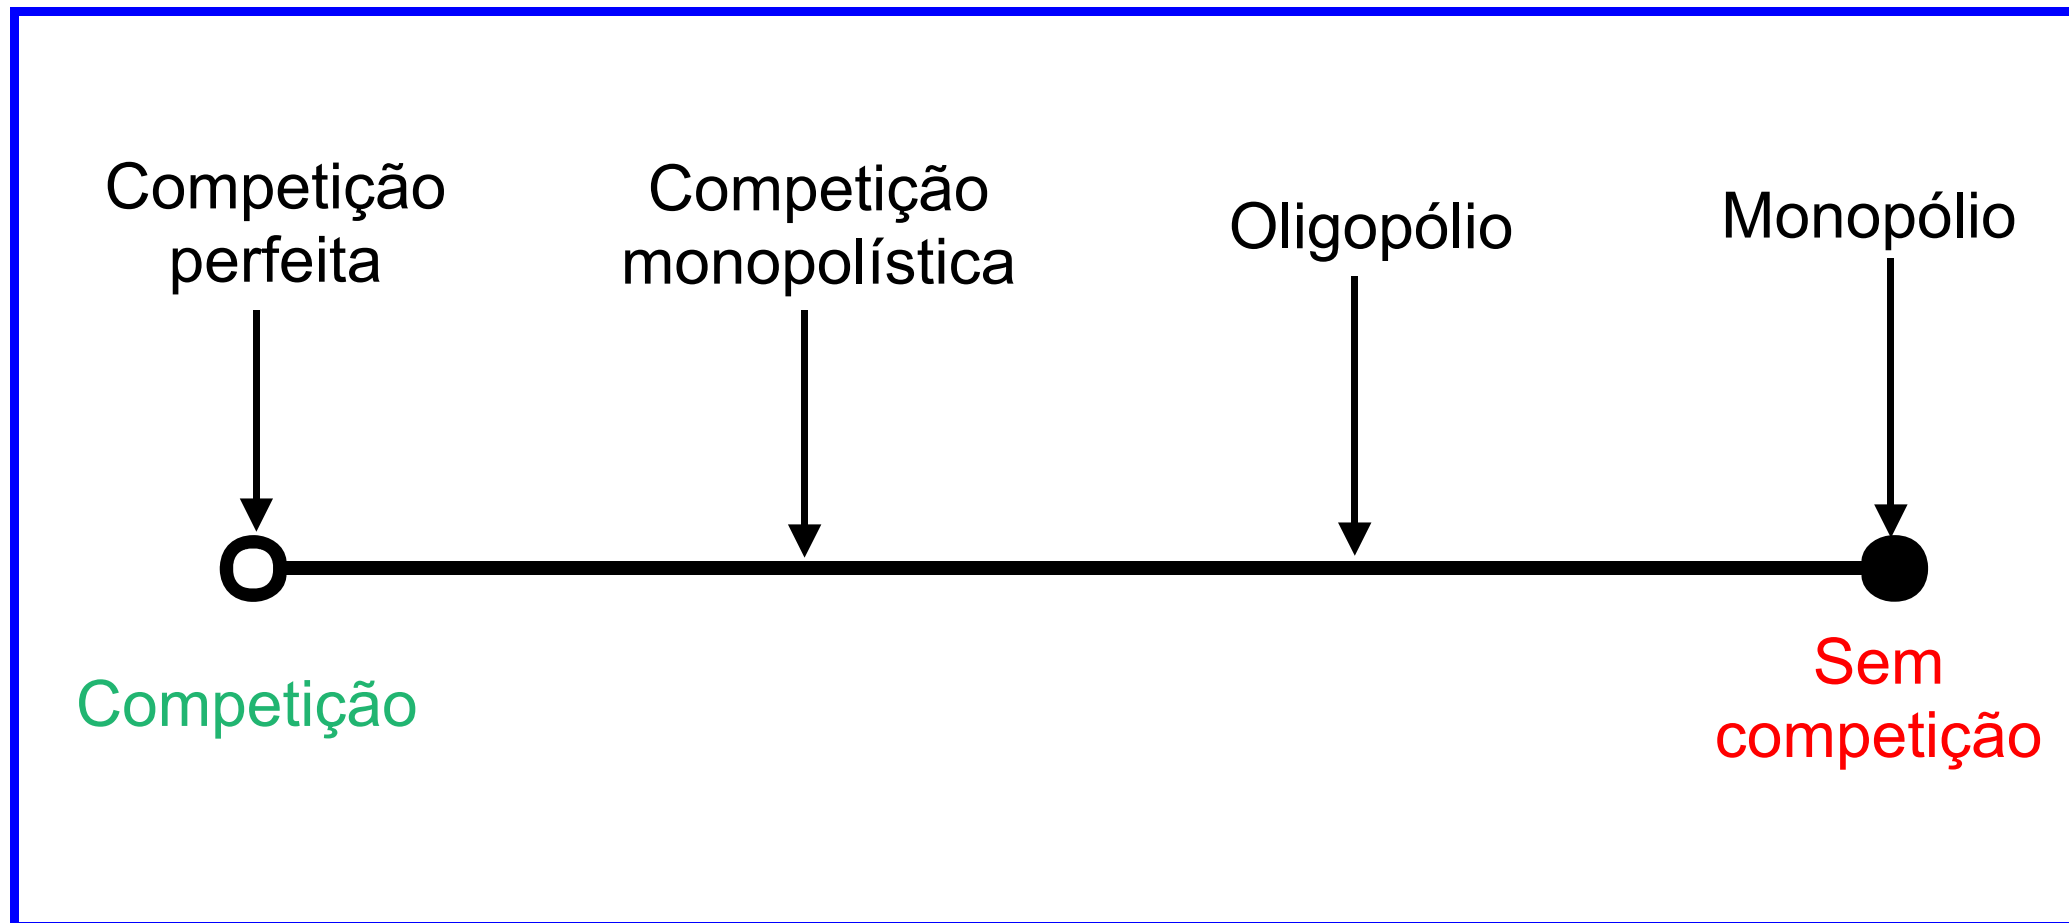 Competição
perfeita
Competição
monopolística
Oligopólio
Monopólio
Competição
Sem
competição